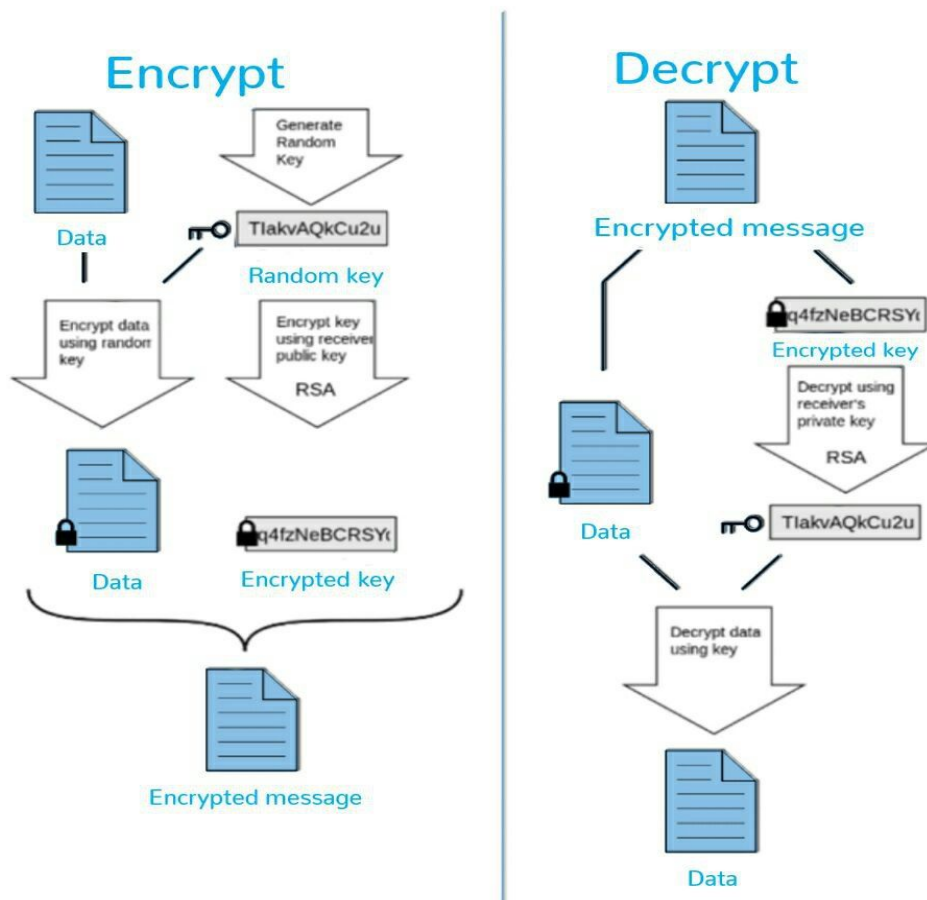 Encrypt
Generate
Random
Key
Data
TIakvAQkCu2u
Random key
Encrypt data
using random
key
Encrypt key
using receiver
public key
RSA
q4fzNeBCRSY
Data
Encrypted key
Encrypted message
Decrypt
Encrypted message
q4fzNeBCRSY
Encrypted key
Decrypt using
receiver's
private key
RSA
Data
TIakvAQkCu2u
Decrypt data
using key
Data